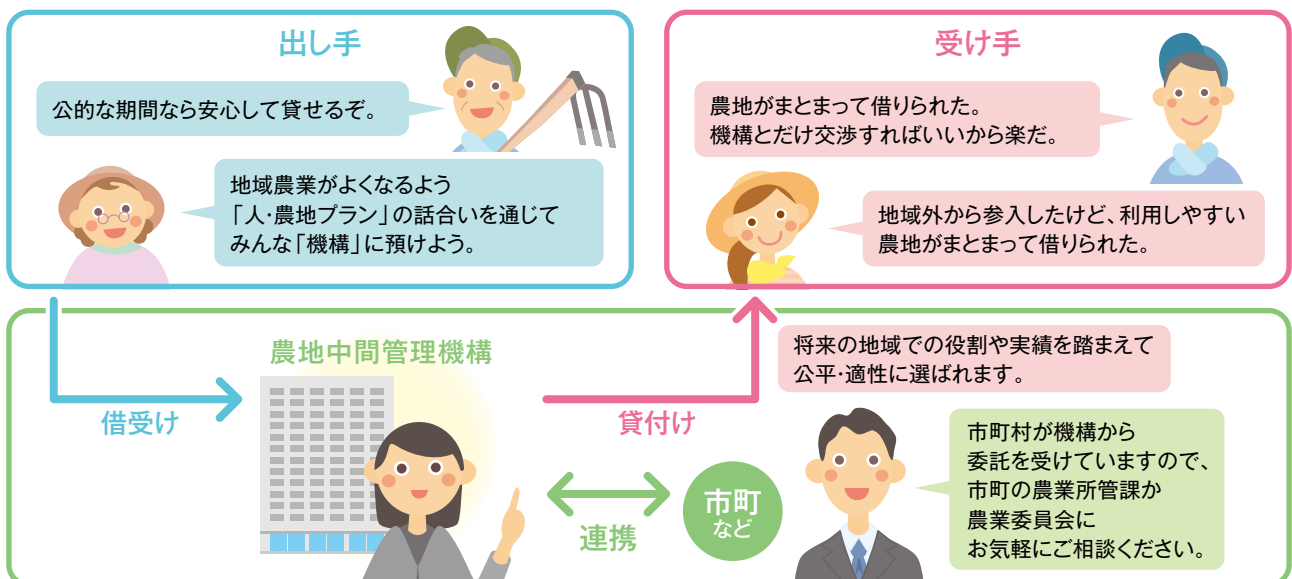 出し手
公的な期間なら安心して貸せるぞ。
地域農業がよくなるよう
「人・農地プラン」の話合いを通じて
みんな「機構」に預けよう。
受け手
農地がまとまって借りられた。
機構とだけ交渉すればいいから楽だ。
地域外から参入したけど、利用しやすい
農地がまとまって借りられた。
農地中間管理機構
借受け
貸付け
将来の地域での役割や実績を踏まえて
公平・適性に選ばれます。
連携
市町
など
市町村が機構から
委託を受けていますので、
市町の農業所管課か
農業委員会に
お気軽にご相談ください。